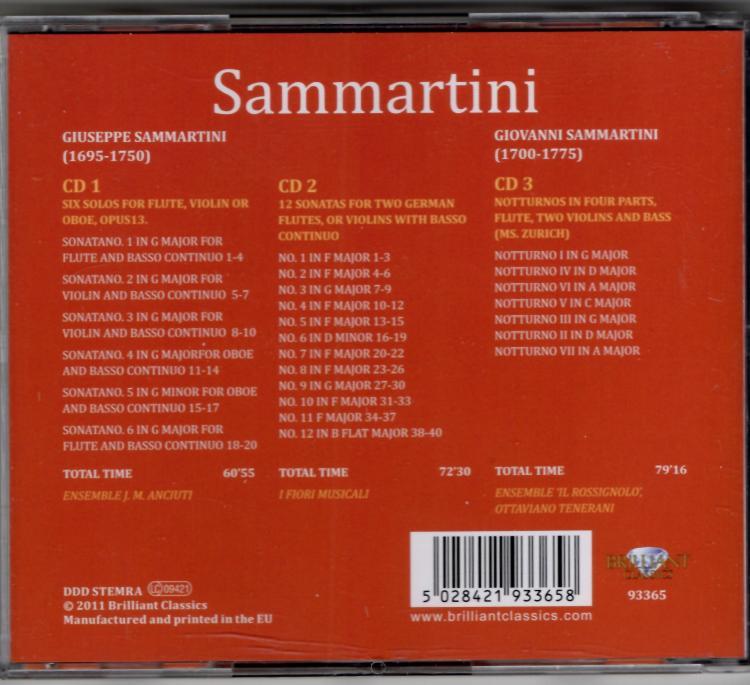 Sammartini
GIUSEPPE SAMMARTINI
(1695-1750)
CD 1
SIX SOLOS FOR FLUTE, VIOLIN OR
OBOE, OPUS13.
SONATANO. 1 IN G MAJOR FOR
FLUTE AND BASSO CONTINUO 1-4
SONATANO. 2 IN G MAJOR FOR
VIOLIN AND BASSO CONTINUO 5-7
SONATANO. 3 IN G MAJOR FOR
VIOLIN AND BASSO CONTINUO 8-10
SONATANO. 4 IN G MAJORFOR OBOE
AND BASSO CONTINUO 11-14
SONATANO. 5 IN G MINOR FOR OBOE
AND BASSO CONTINUO 15-17
SONATANO. 6 IN G MAJOR FOR
FLUTE AND BASSO CONTINUO 18-20
TOTAL TIME 60'55
ENSEMBLE J. M. ANCIUTI
CD 2
12 SONATAS FOR TWO GERMAN
FLUTES, OR VIOLINS WITH BASSO
CONTINUO
NO. 1 IN F MAJOR 1-3
NO. 2 IN F MAJOR 4-6
NO. 3 IN G MAJOR 7-9
NO. 4 IN F MAJOR 10-12
NO. 5 IN F MAJOR 13-15
NO. 6 IN D MINOR 16-19
NO. 7 IN F MAJOR 20-22
NO. 8 IN F MAJOR 23-26
NO. 9 IN G MAJOR 27-30
NO. 10 IN F MAJOR 31-33
NO. 11 F MAJOR 34-37
NO. 12 IN B FLAT MAJOR 38-40
TOTAL TIME 72'30
I FIORI MUSICALI
GIOVANNI SAMMARTINI
(1700-1775)
CD 3
NOTTURNOS IN FOUR PARTS,
FLUTE, TWO VIOLINS AND BASS
(MS. ZURICH)
NOTTURNO I IN G MAJOR
NOTTURNO IV IN D MAJOR
NOTTURNO VI IN A MAJOR
NOTTURNO V IN C MAJOR
NOTTURNO III IN G MAJOR
NOTTURNO II IN D MAJOR
NOTTURNO VII IN A MAJOR
TOTAL TIME 79'16
ENSEMBLE 'IL ROSSIGNOLO',
OTTAVIANO TENERANI
DDD STEMRA LC 09421
© 2011 Brilliant Classics
Manufactured and printed in the EU
5 028421 933658
www.brilliantclassics.com
BRILLIANT
CLASSICS
93365